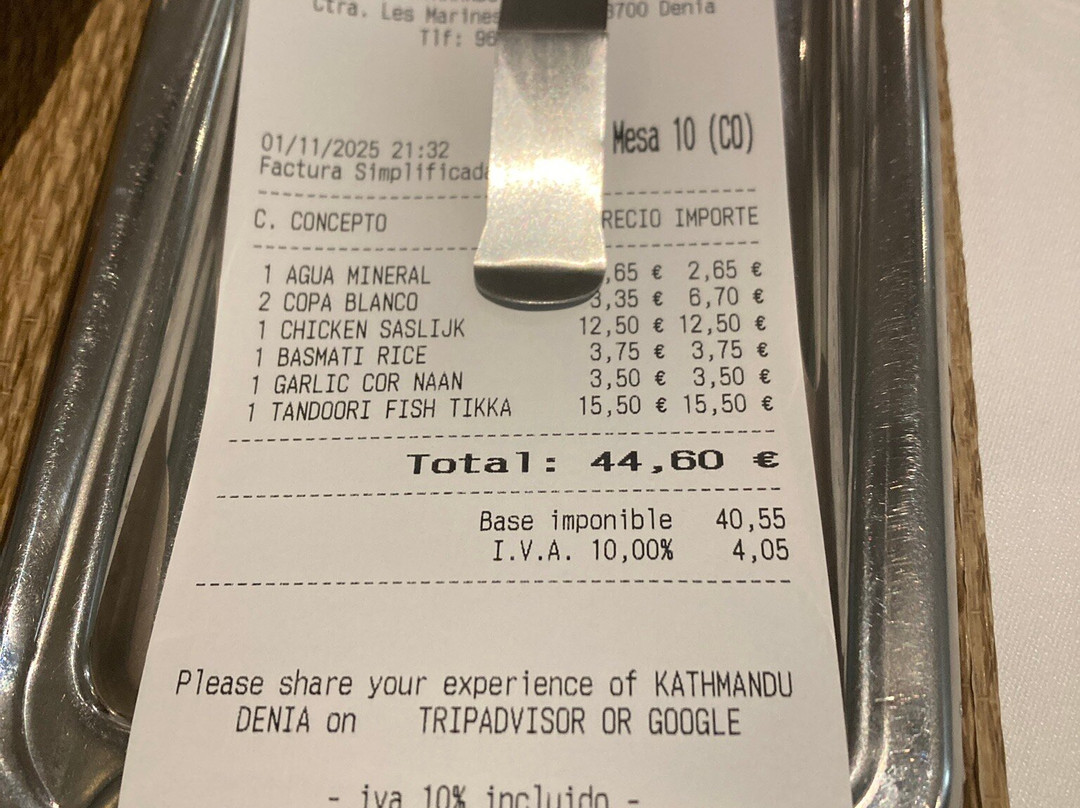 Ctra. Les Marines 3700 Denia
Tlf: 96
Mesa 10 (CO)
01/11/2025 21:32
Factura Simplificada
C. CONCEPTO RECIO IMPORTE
1 AGUA MINERAL ,65 € 2,65 €
2 COPA BLANCO 3,35 € 6,70 €
1 CHICKEN SASLIJK 12,50 € 12,50 €
1 BASMATI RICE 3,75 € 3,75 €
1 GARLIC COR NAAN 3,50 € 3,50 €
1 TANDOORI FISH TIKKA 15,50 € 15,50 €
Total: 44,60 €
Base imponible 40,55
I.V.A. 10,00% 4,05
Please share your experience of KATHMANDU
DENIA on TRIPADVISOR OR GOOGLE
- iva 10% incluido -